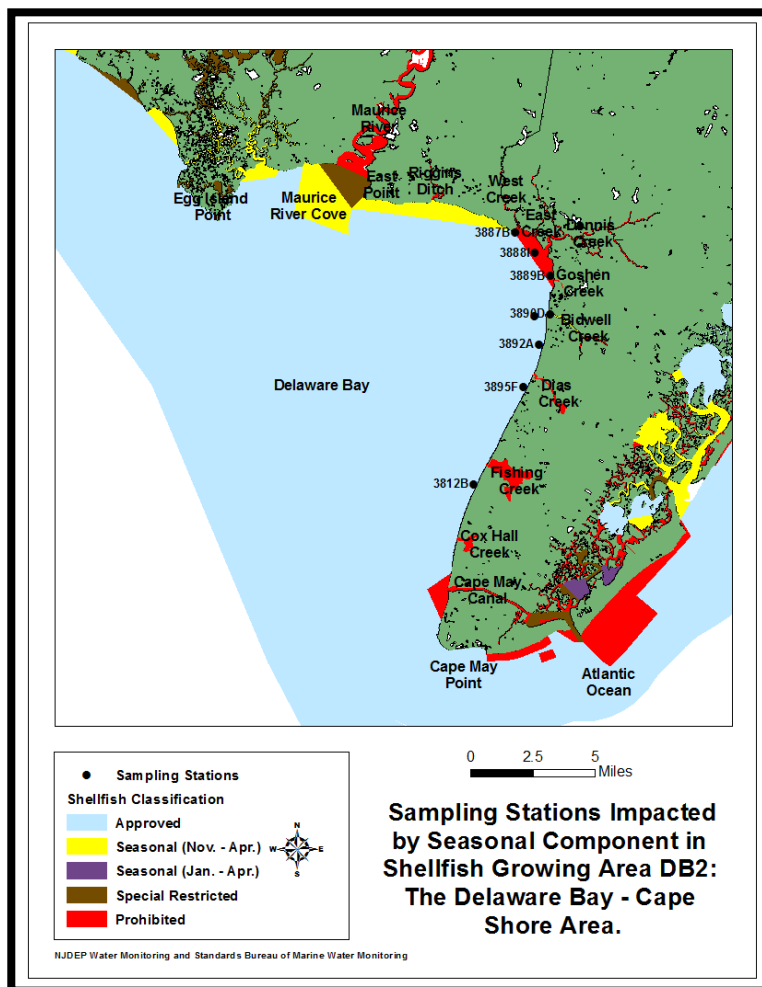 Maurice
River
East
Point
Riggins
Ditch
West
Creek
Egg Island
Point
Maurice
River Cove
East
Creek
Dennis
Creek
3887B
3888I
3889B
Goshen
Creek
3890D
Bidwell
Creek
3892A
Delaware Bay
3895F
Dias
Creek
Fishing
Creek
3812B
Cox Hall
Creek
Cape May
Canal
Cape May
Point
Atlantic
Ocean
Sampling Stations
Shellfish Classification
Approved
Seasonal (Nov. - Apr.)
Seasonal (Jan. - Apr.)
Special Restricted
Prohibited
N
W E
S
0 2.5 5
Miles
Sampling Stations Impacted
by Seasonal Component in
Shellfish Growing Area DB2:
The Delaware Bay - Cape
Shore Area.
NJDEP Water Monitoring and Standards Bureau of Marine Water Monitoring